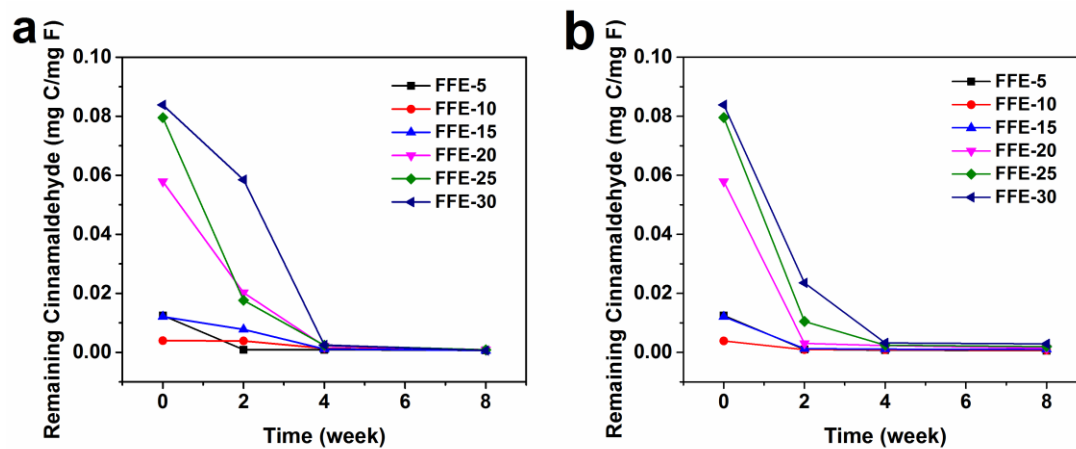 a
Remaining Cinnamaldehyde (mg C/mg F)
0.10
0.08
0.06
0.04
0.02
0.00
FFE-5
FFE-10
FFE-15
FFE-20
FFE-25
FFE-30
0 2 4 6 8
Time (week)
b
Remaining Cinnamaldehyde (mg C/mg F)
0.10
0.08
0.06
0.04
0.02
0.00
FFE-5
FFE-10
FFE-15
FFE-20
FFE-25
FFE-30
0 2 4 6 8
Time (week)